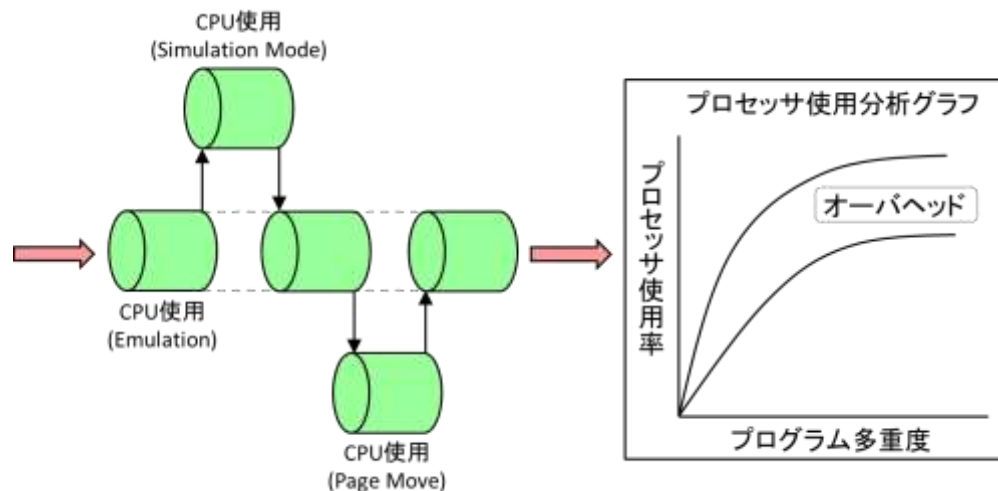 CPU使用
(Simulation Mode)
CPU使用
(Emulation)
CPU使用
(Page Move)
プロセッサ使用分析グラフ
プロセッサ使用率
オーバヘッド
プログラム多重度